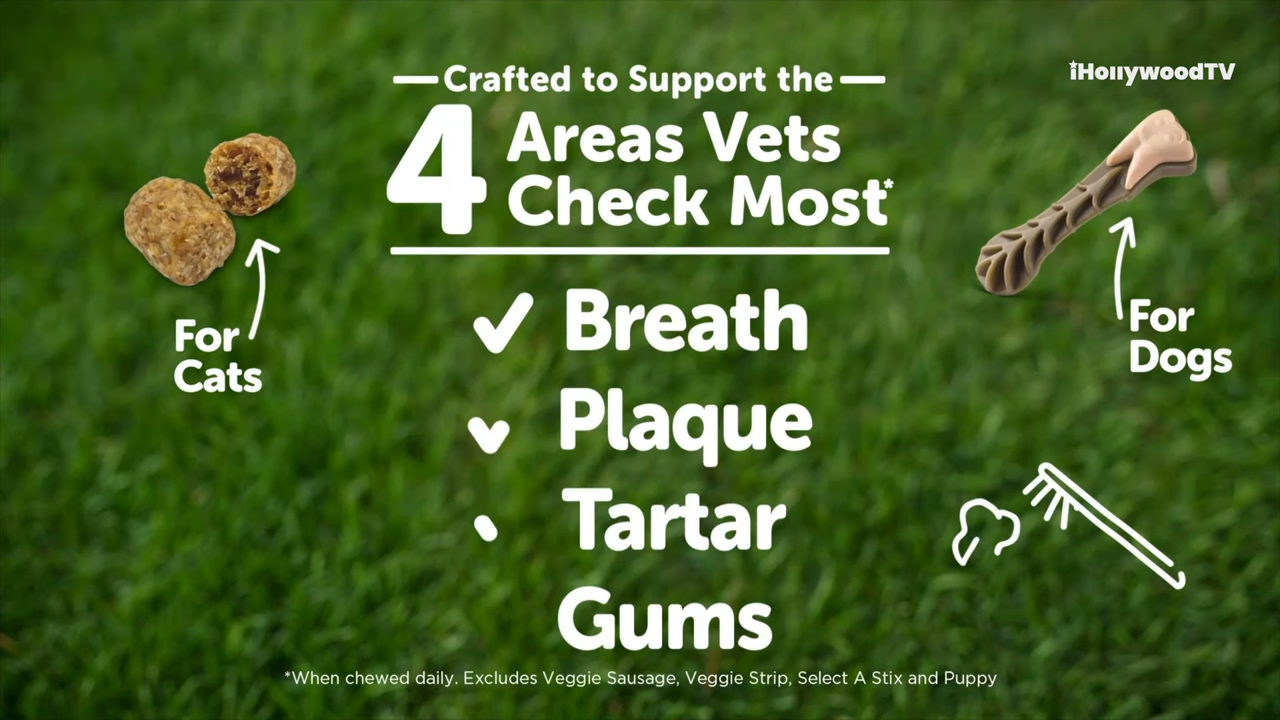 iHollywoodTV
Crafted to Support the
4 Areas Vets
Check Most*
For
Cats
For
Dogs
Breath
Plaque
Tartar
Gums
*When chewed daily. Excludes Veggie Sausage, Veggie Strip, Select A Stix and Puppy